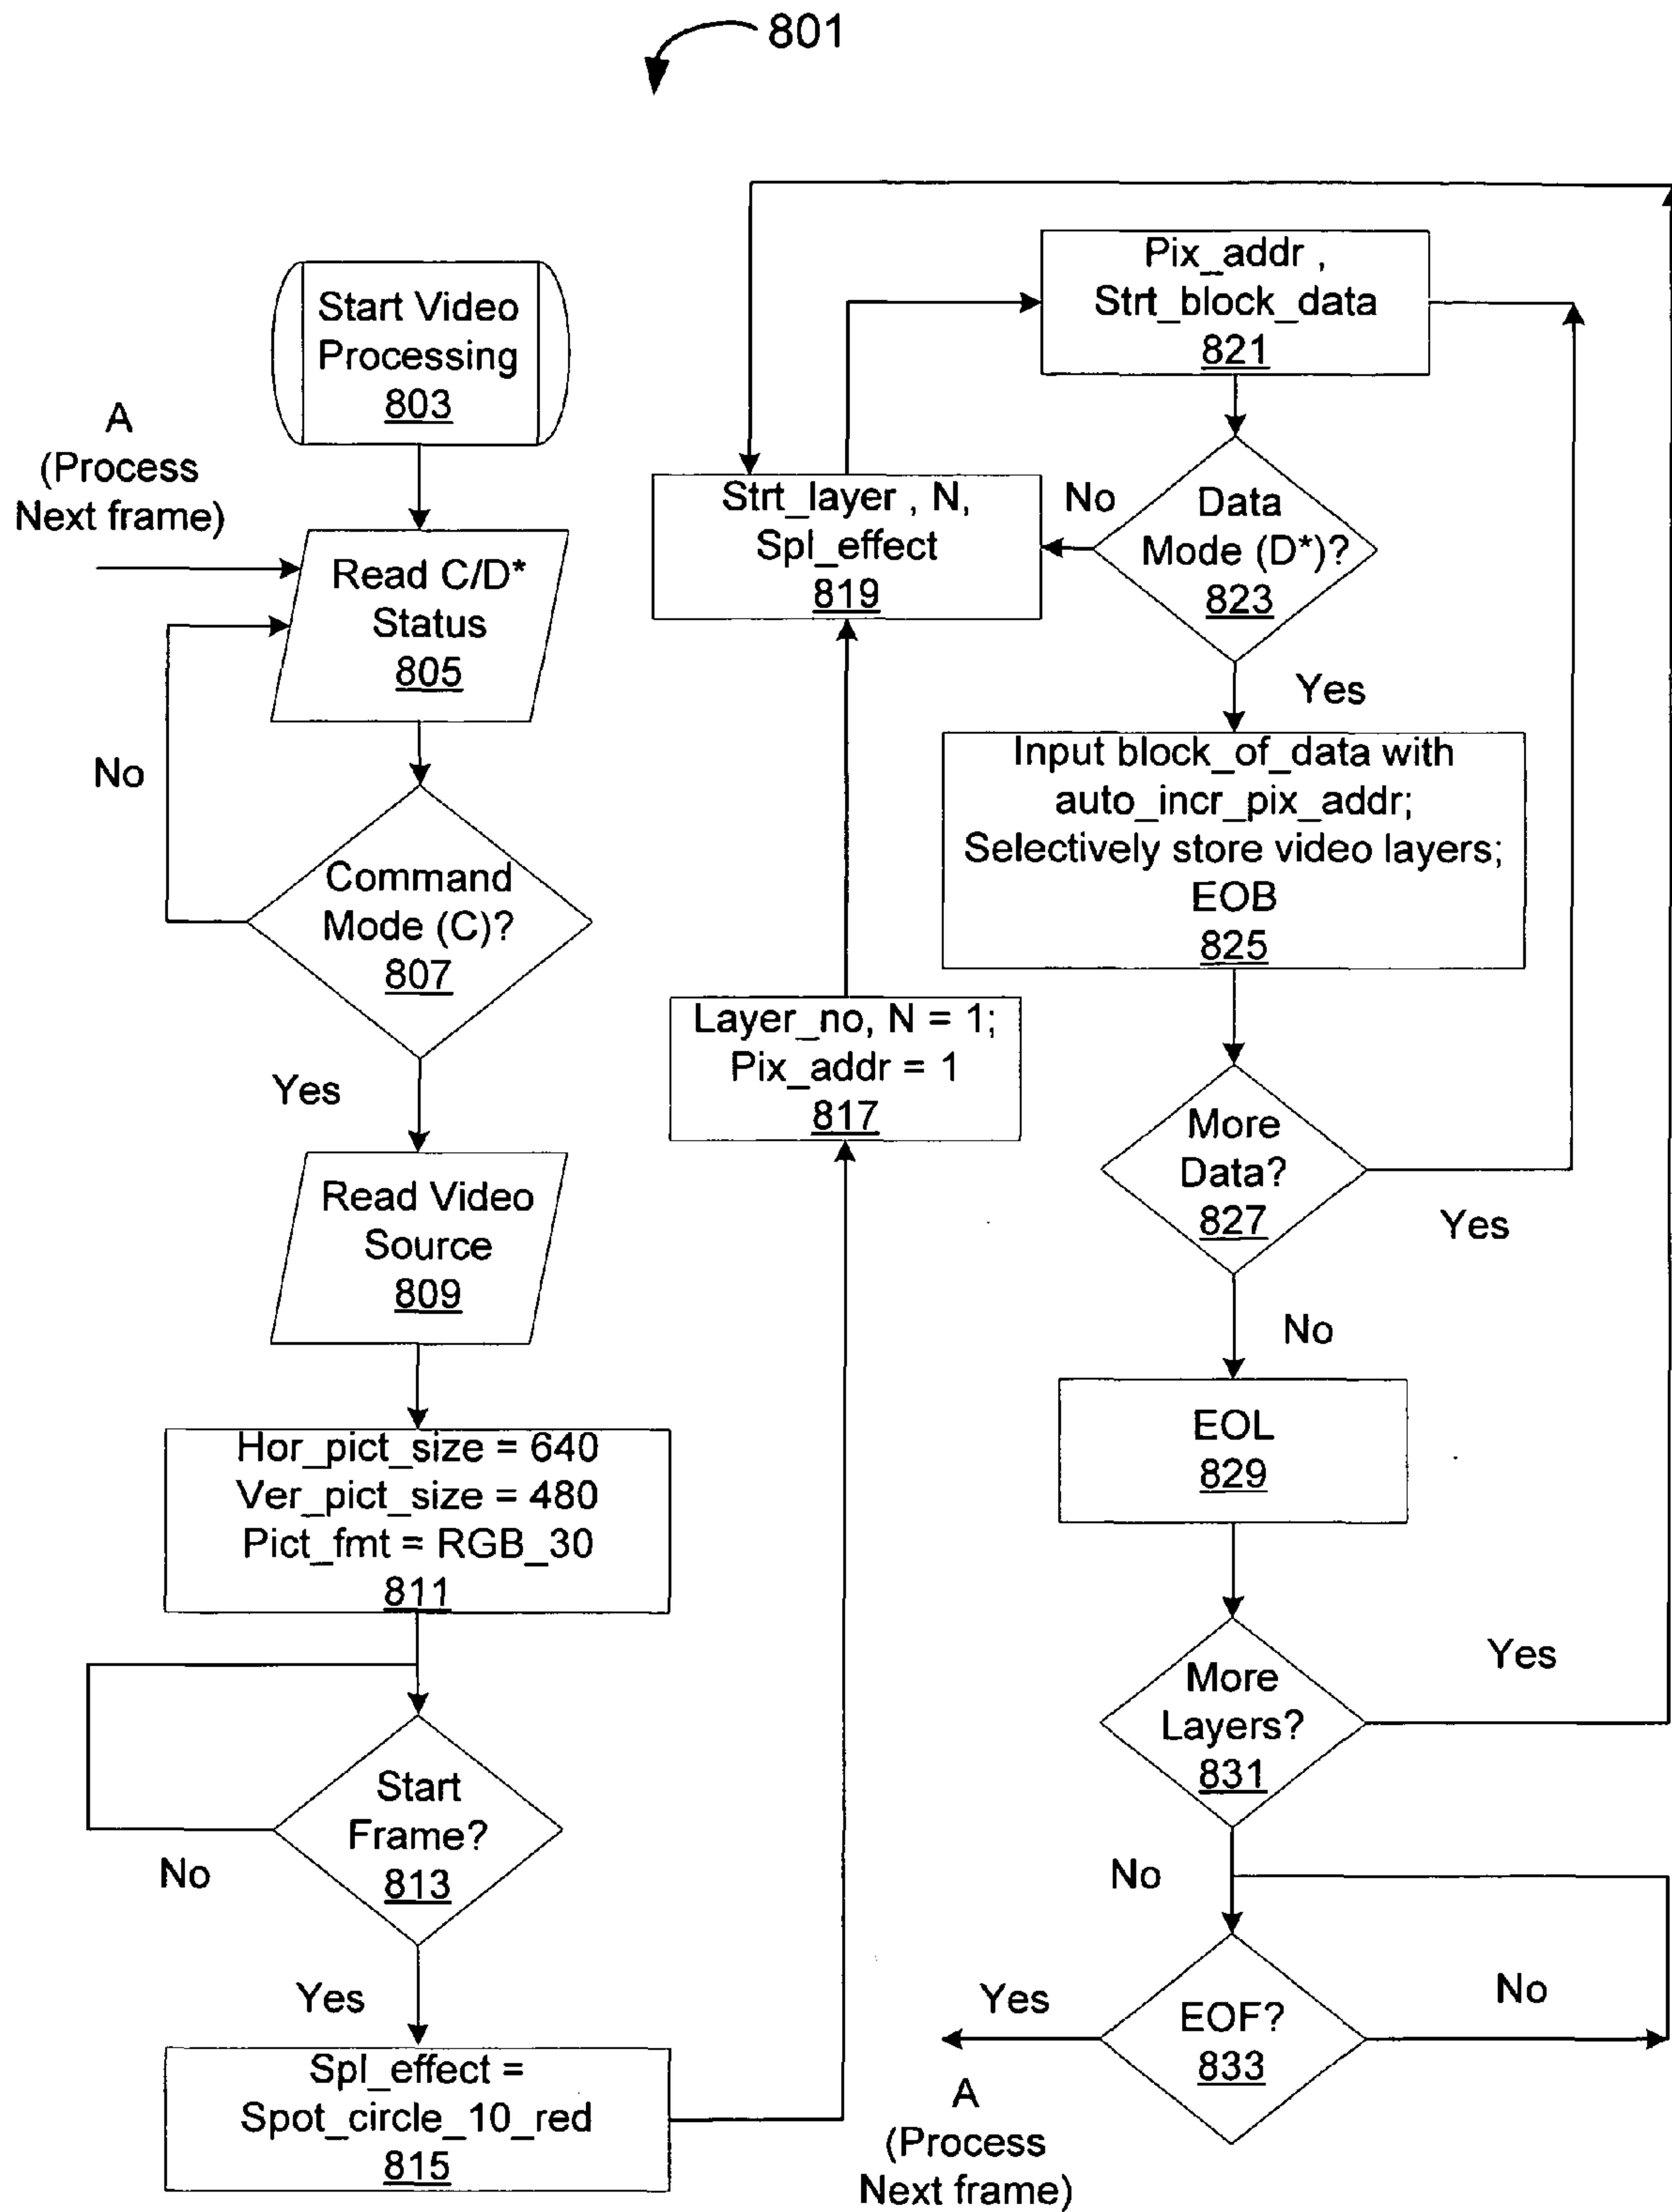 801
Start Video
Processing
803
A
(Process
Next frame)
Read C/D*
Status
805
No
Command
Mode (C)?
807
Yes
Read Video
Source
809
Hor_pict_size = 640
Ver_pict_size = 480
Pict_fmt = RGB_30
811
Start
Frame?
813
No
Yes
Spl_effect =
Spot_circle_10_red
815
Layer_no, N = 1;
Pix_addr = 1
817
Strt_layer , N,
Spl_effect
819
Pix_addr ,
Strt_block_data
821
No
Data
Mode (D*)?
823
Yes
Input block_of_data with
auto_incr_pix_addr;
Selectively store video layers;
EOB
825
More
Data?
827
Yes
No
EOL
829
More
Layers?
831
Yes
No
EOF?
833
No
Yes
A
(Process
Next frame)